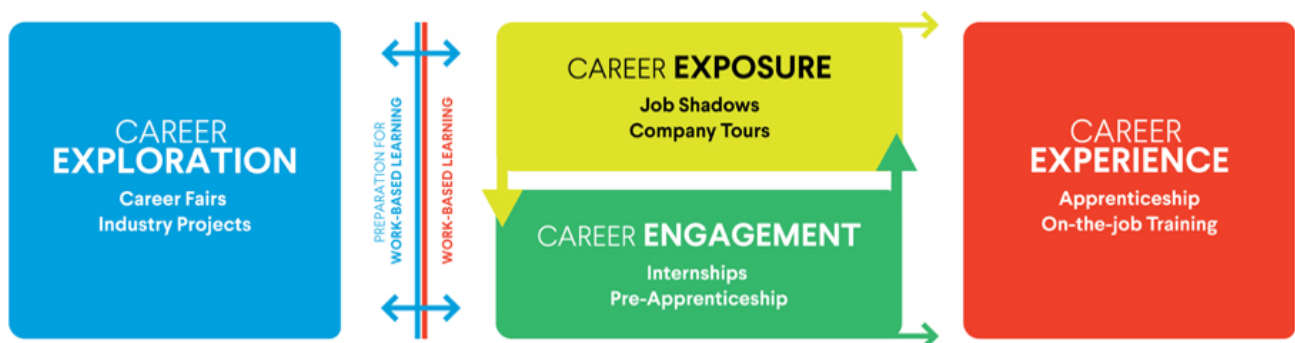 CAREER
EXPLORATION
Career Fairs
Industry Projects
PREPARATION FOR
WORK-BASED LEARNING
WORK-BASED LEARNING
CAREER EXPOSURE
Job Shadows
Company Tours
CAREER ENGAGEMENT
Internships
Pre-Apprenticeship
CAREER
EXPERIENCE
Apprenticeship
On-the-job Training